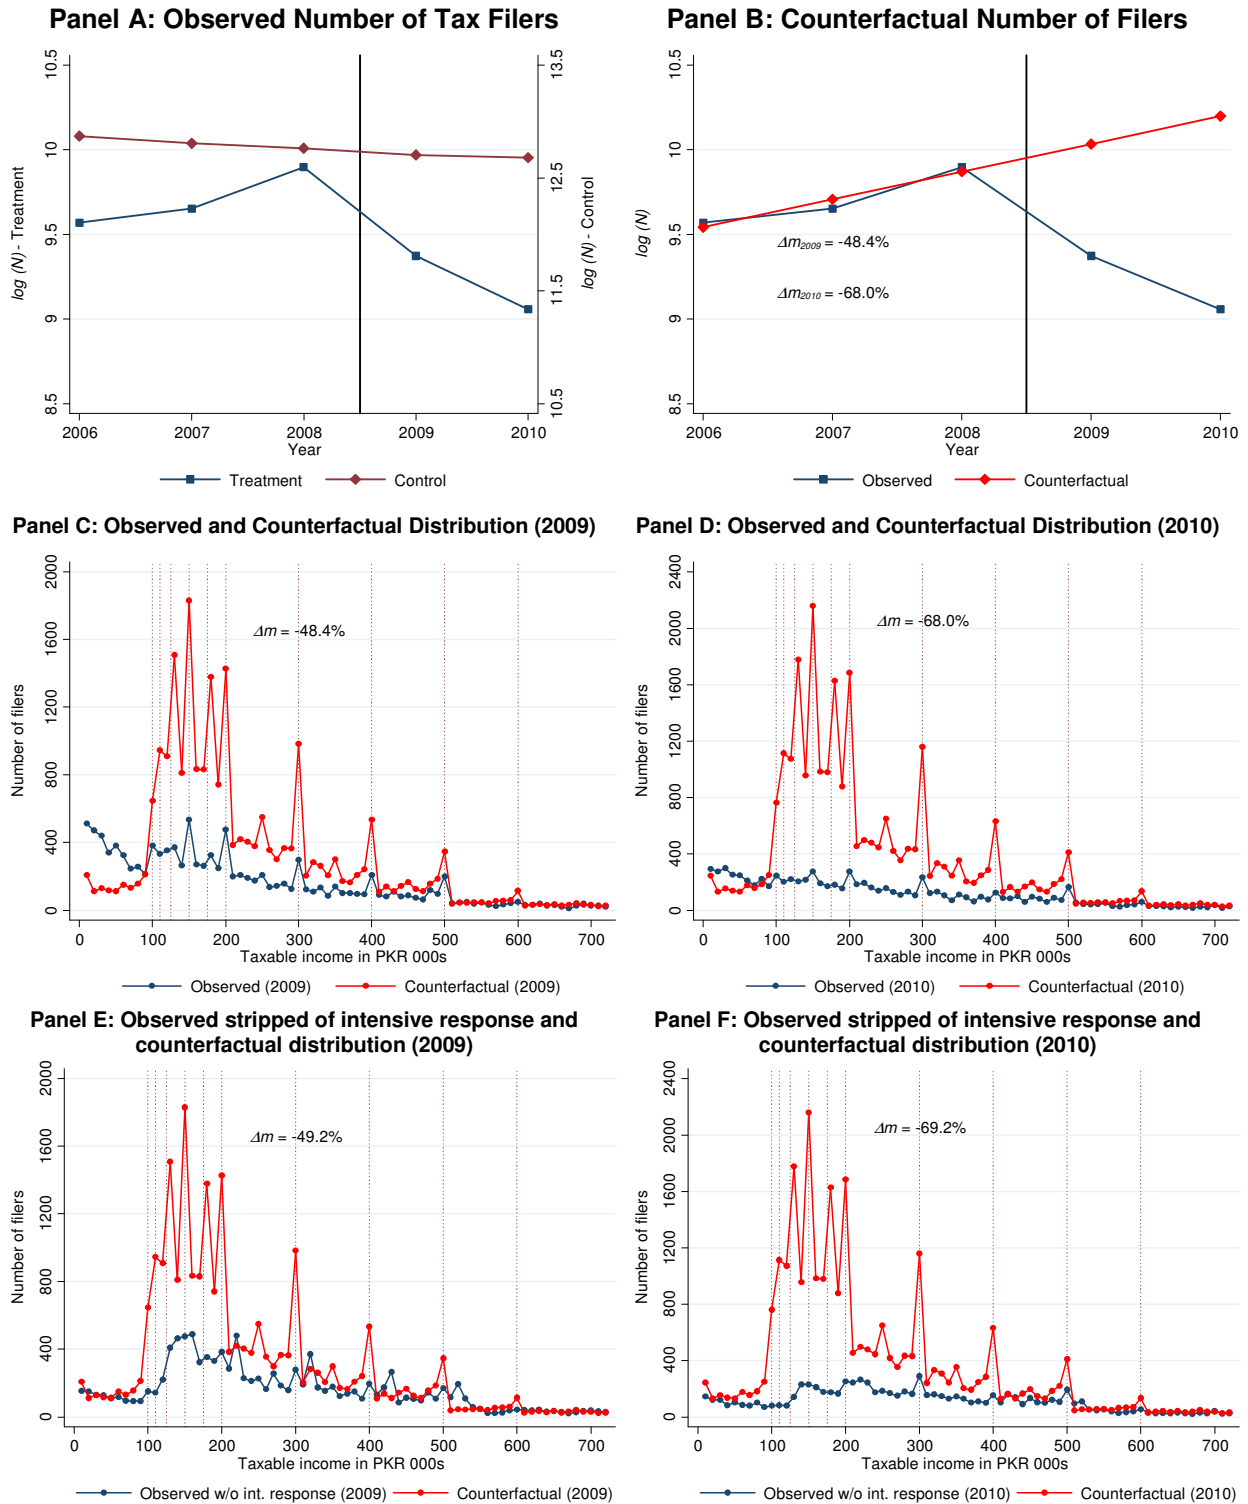 Panel A: Observed Number of Tax Filers
10.5
10
9.5
9
8.5
log (N) - Treatment
13.5
12.5
11.5
10.5
log (N) - Control
2006 2007 2008 2009 2010
Year
Treatment Control
Panel B: Counterfactual Number of Filers
10.5
10
9.5
9
8.5
log (N)
Δm2009 = -48.4%
Δm2010 = -68.0%
2006 2007 2008 2009 2010
Year
Observed Counterfactual
Panel C: Observed and Counterfactual Distribution (2009)
2000
1600
1200
800
400
0
Number of filers
Δm = -48.4%
0 100 200 300 400 500 600 700
Taxable income in PKR 000s
Observed (2009) Counterfactual (2009)
Panel D: Observed and Counterfactual Distribution (2010)
2400
2000
1600
1200
800
400
0
Number of filers
Δm = -68.0%
0 100 200 300 400 500 600 700
Taxable income in PKR 000s
Observed (2010) Counterfactual (2010)
Panel E: Observed stripped of intensive response and
counterfactual distribution (2009)
2000
1600
1200
800
400
0
Number of filers
Δm = -49.2%
0 100 200 300 400 500 600 700
Taxable income in PKR 000s
Observed w/o int. response (2009) Counterfactual (2009)
Panel F: Observed stripped of intensive response and
counterfactual distribution (2010)
2400
2000
1600
1200
800
400
0
Number of filers
Δm = -69.2%
0 100 200 300 400 500 600 700
Taxable income in PKR 000s
Observed w/o int. response (2010) Counterfactual (2010)